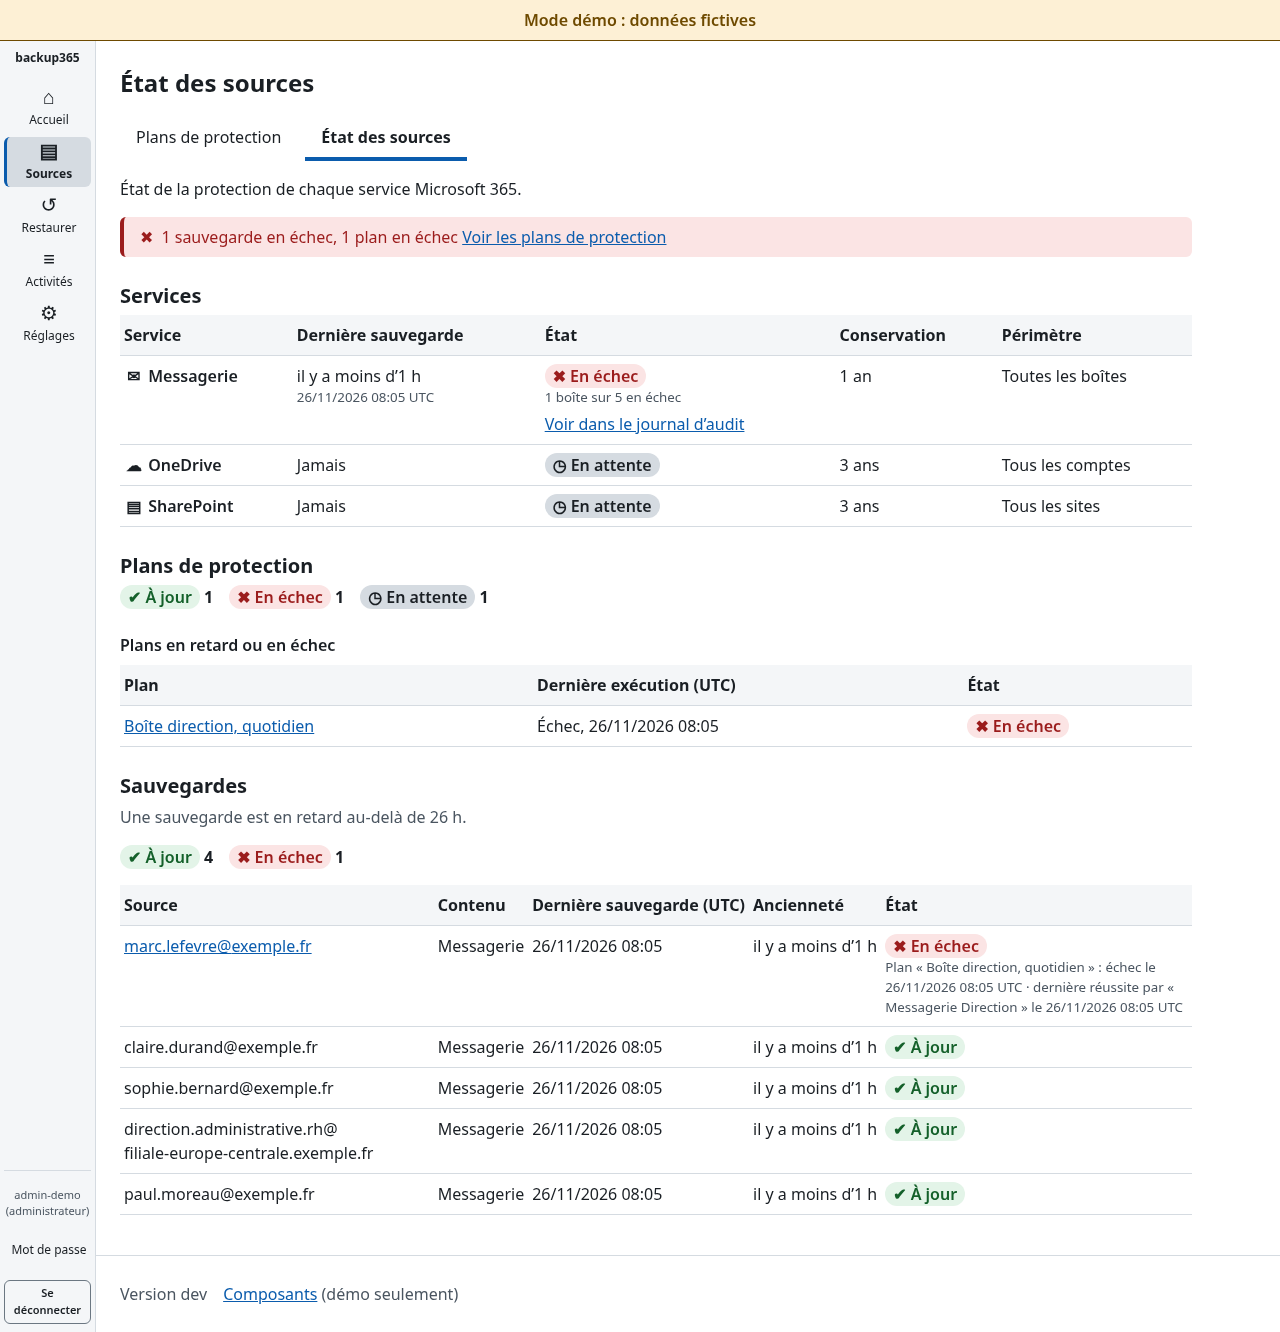 Mode démo : données fictives
backup365
Accueil
Sources
Restaurer
Activités
Réglages
admin-demo
(administrateur)
Mot de passe
Se
déconnecter
État des sources
Plans de protection État des sources
État de la protection de chaque service Microsoft 365.
✖ 1 sauvegarde en échec, 1 plan en échec Voir les plans de protection
Services
Service Dernière sauvegarde État Conservation Périmètre
✉ Messagerie il y a moins d’1 h ✖ En échec 1 an Toutes les boîtes
26/11/2026 08:05 UTC 1 boîte sur 5 en échec
Voir dans le journal d’audit
☁ OneDrive Jamais ◷ En attente 3 ans Tous les comptes
▤ SharePoint Jamais ◷ En attente 3 ans Tous les sites
Plans de protection
✔ À jour 1 ✖ En échec 1 ◷ En attente 1
Plans en retard ou en échec
Plan Dernière exécution (UTC) État
Boîte direction, quotidien Échec, 26/11/2026 08:05 ✖ En échec
Sauvegardes
Une sauvegarde est en retard au-delà de 26 h.
✔ À jour 4 ✖ En échec 1
Source Contenu Dernière sauvegarde (UTC) Ancienneté État
marc.lefevre@exemple.fr Messagerie 26/11/2026 08:05 il y a moins d’1 h ✖ En échec
Plan « Boîte direction, quotidien » : échec le
26/11/2026 08:05 UTC · dernière réussite par «
Messagerie Direction » le 26/11/2026 08:05 UTC
claire.durand@exemple.fr Messagerie 26/11/2026 08:05 il y a moins d’1 h ✔ À jour
sophie.bernard@exemple.fr Messagerie 26/11/2026 08:05 il y a moins d’1 h ✔ À jour
direction.administrative.rh@ Messagerie 26/11/2026 08:05 il y a moins d’1 h ✔ À jour
filiale-europe-centrale.exemple.fr
paul.moreau@exemple.fr Messagerie 26/11/2026 08:05 il y a moins d’1 h ✔ À jour
Version dev Composants (démo seulement)